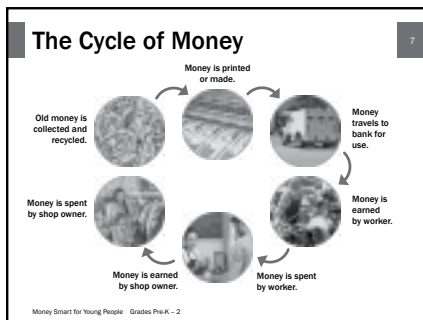 The Cycle of Money
7
Money is printed
or made.
Money
travels to
bank for
use.
Money is
earned
by worker.
Money is spent
by worker.
Money is earned
by shop owner.
Money is spent
by shop owner.
Old money is
collected and
recycled.
Money Smart for Young People Grades Pre-K – 2